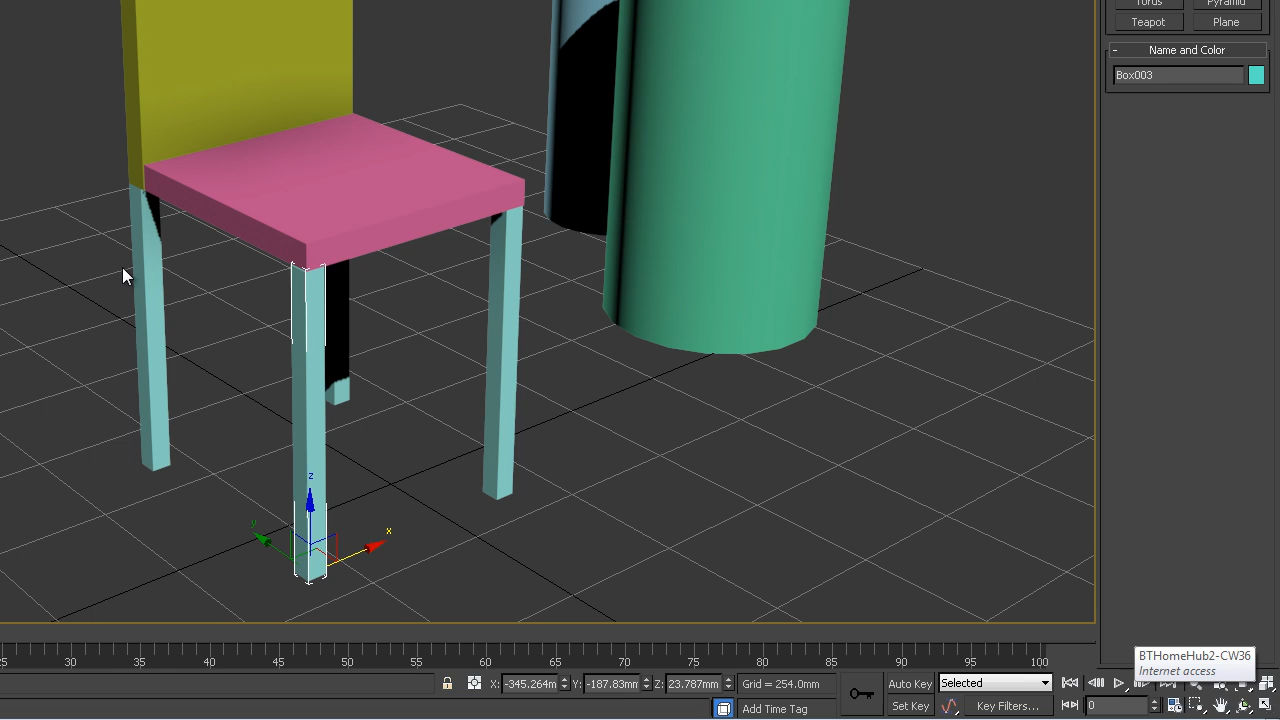 Torus Pyramid
Teapot Plane
- Name and Color
Box003
z
y
x
BTHomeHub2-CW36
Internet access
25 30 35 40 45 50 55 60 65 70 75 80 85 90 95 100
X: -345.264m Y: -187.83mm Z: 23.787mm Grid = 254.0mm Auto Key Selected
Add Time Tag Set Key Key Filters... 0